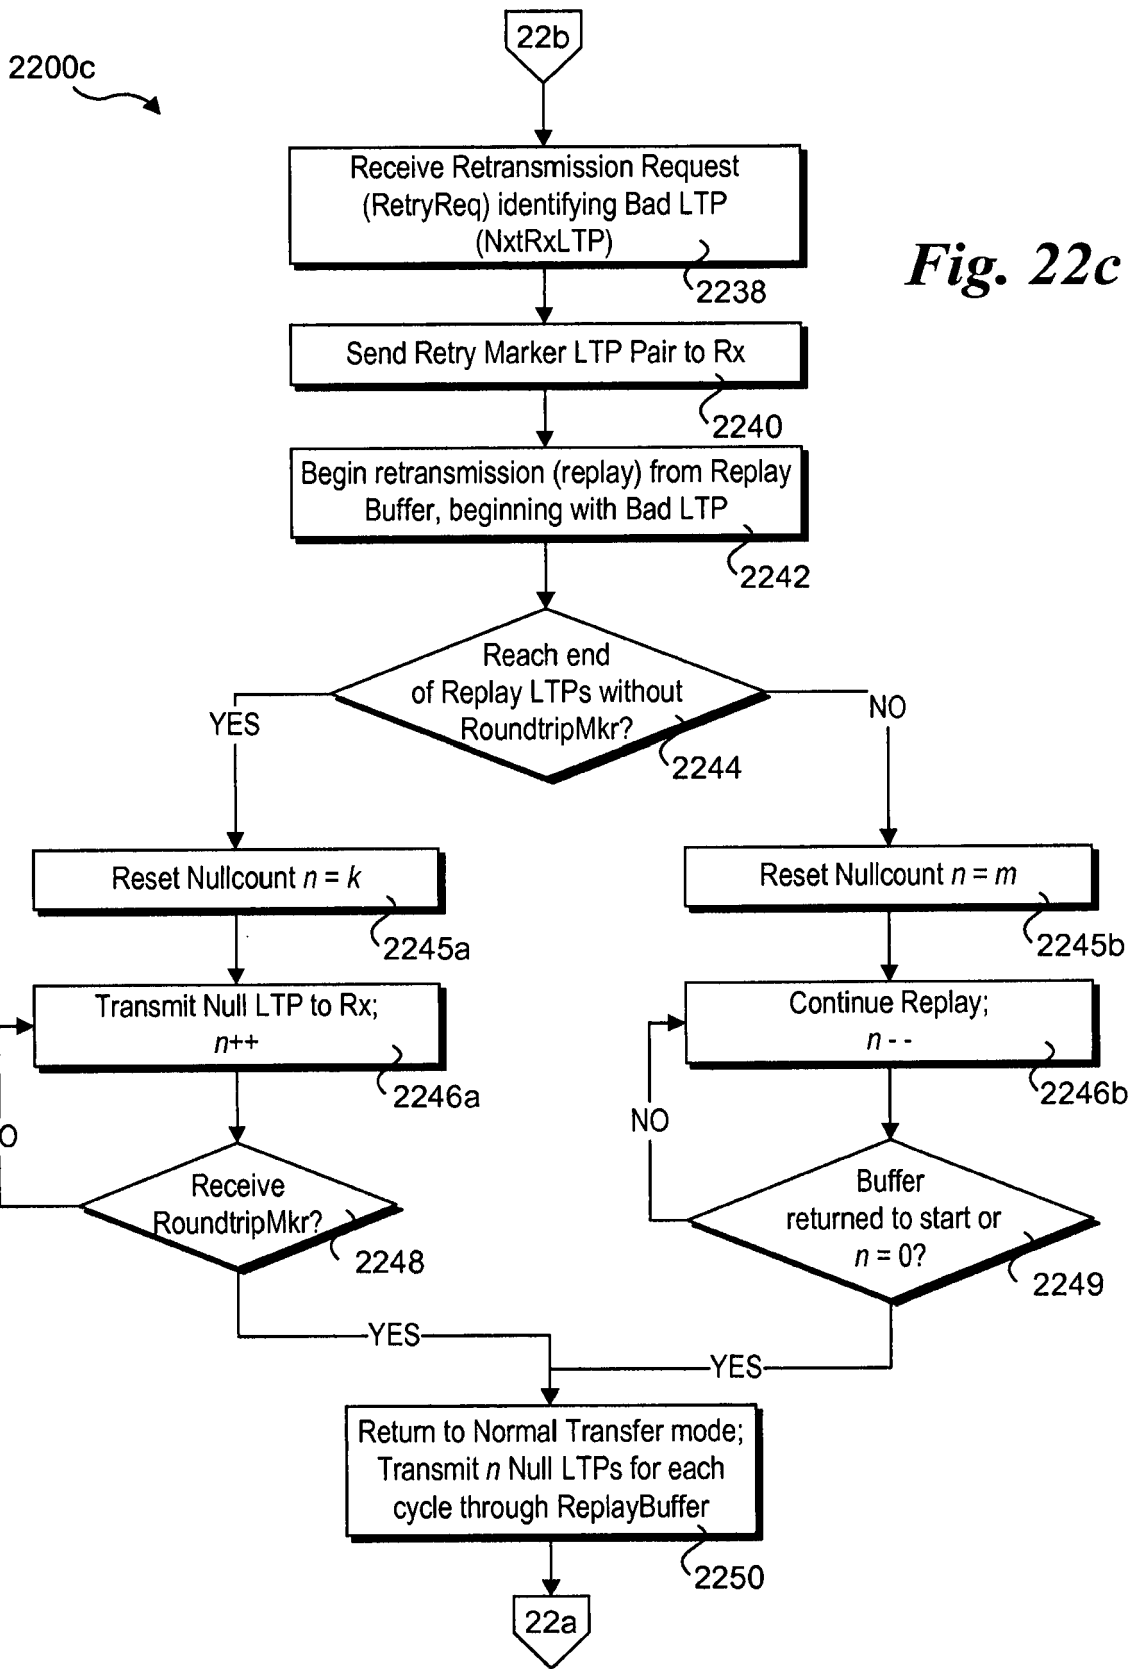 22b
2200c
Receive Retransmission Request
(RetryReq) identifying Bad LTP
(NxtRxLTP)
2238
Fig. 22c
Send Retry Marker LTP Pair to Rx
2240
Begin retransmission (replay) from Replay
Buffer, beginning with Bad LTP
2242
Reach end
of Replay LTPs without
RoundtripMkr?
2244
YES
NO
Reset Nullcount n = k
2245a
Reset Nullcount n = m
2245b
Transmit Null LTP to Rx;
n++
2246a
Continue Replay;
n - -
2246b
O
NO
Receive
RoundtripMkr?
2248
Buffer
returned to start or
n = 0?
2249
YES
YES
Return to Normal Transfer mode;
Transmit n Null LTPs for each
cycle through ReplayBuffer
2250
22a